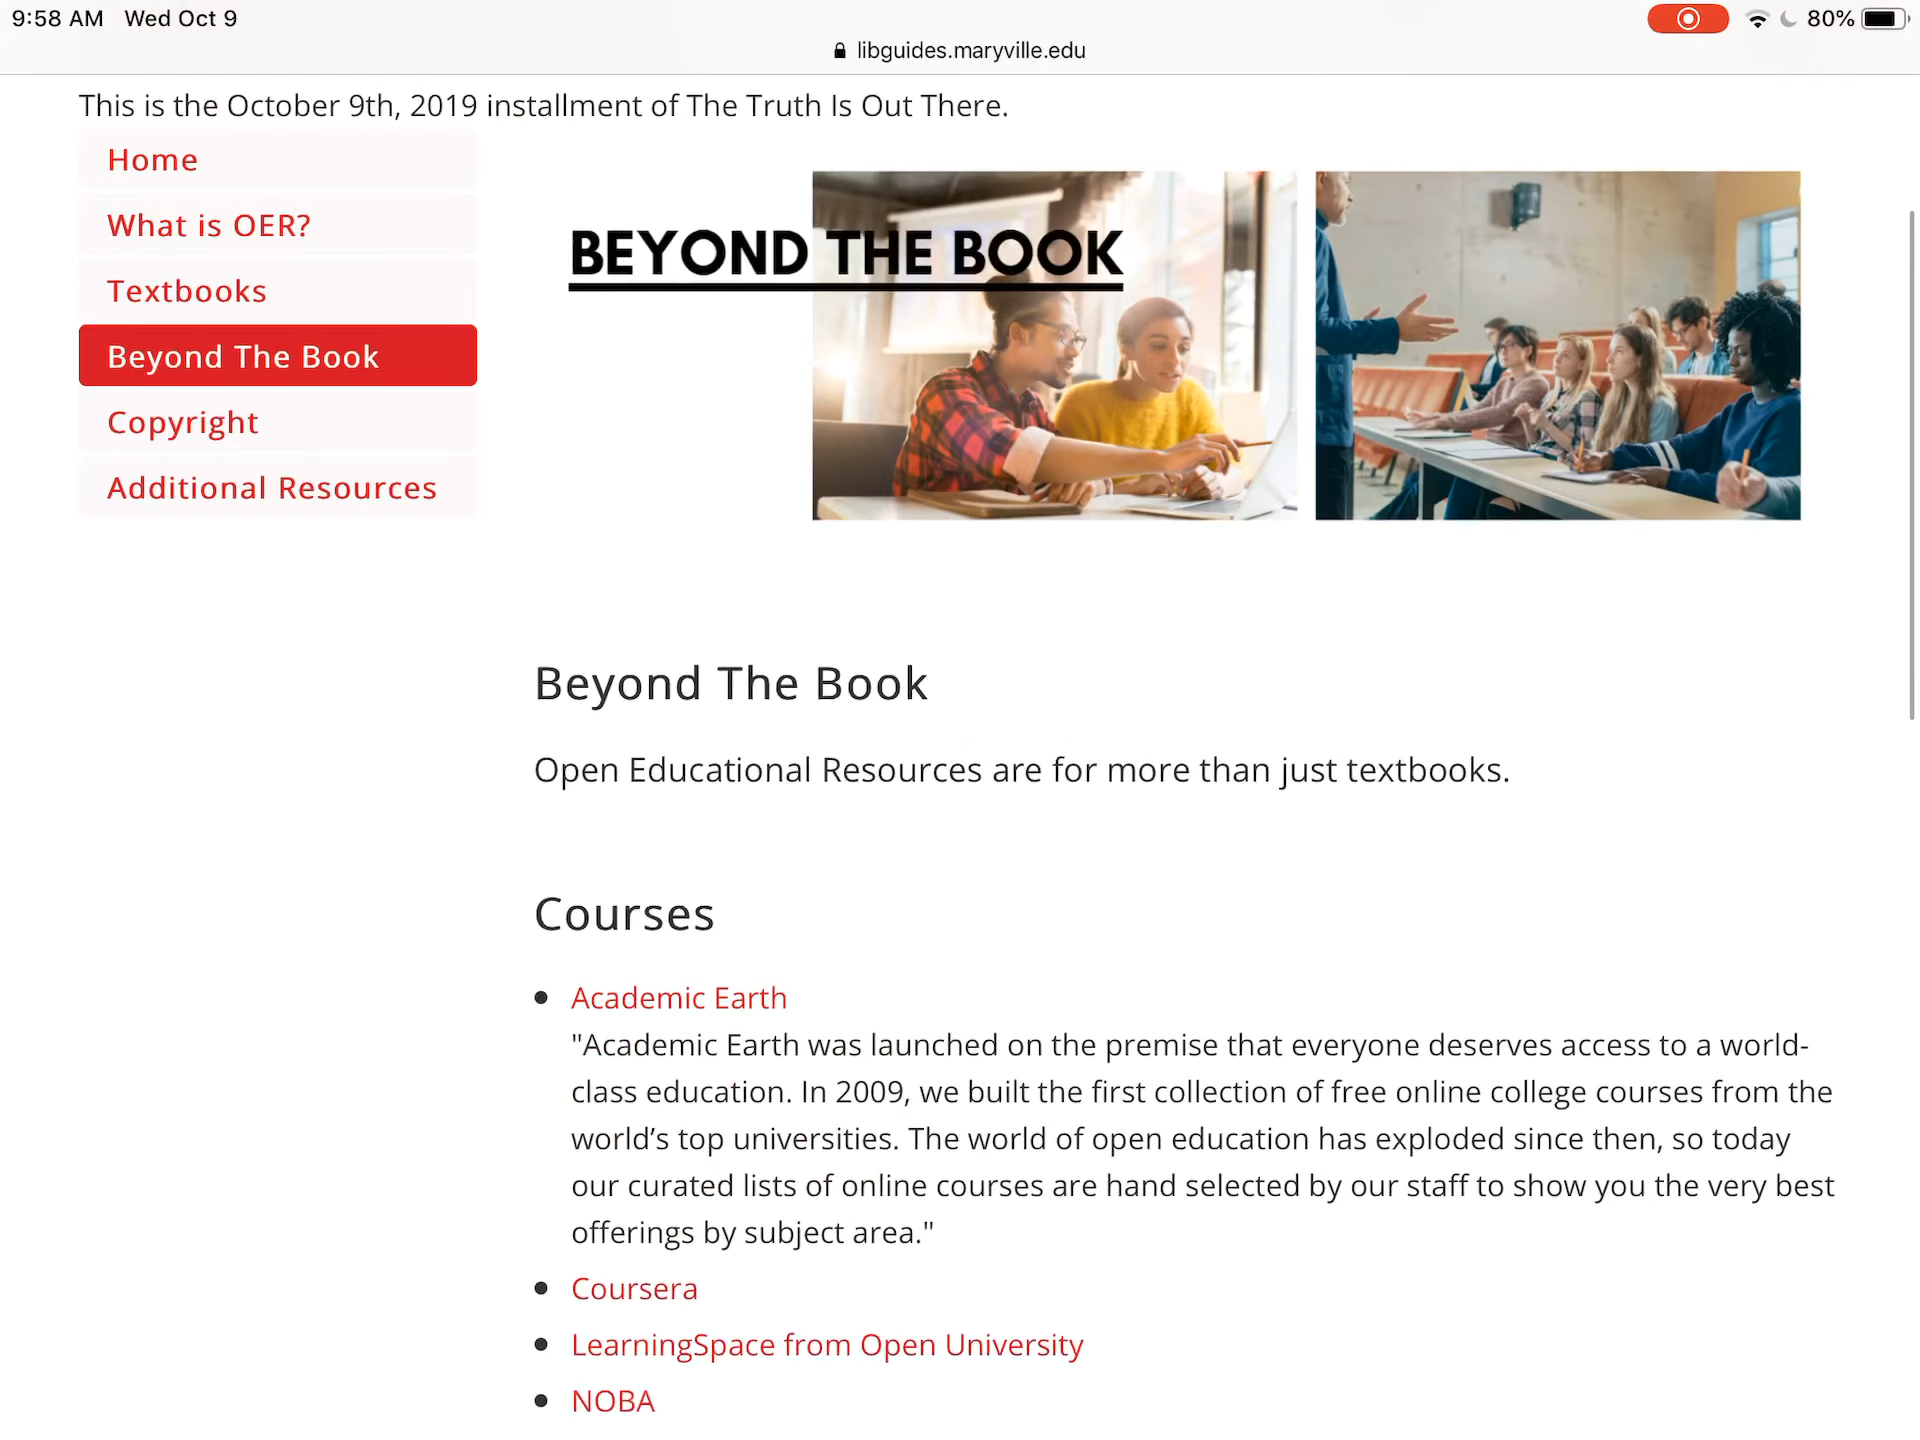 9:58 AM Wed Oct 9
80%
libguides.maryville.edu
This is the October 9th, 2019 installment of The Truth Is Out There.
Home
What is OER?
Textbooks
Beyond The Book
Copyright
Additional Resources
BEYOND THE BOOK
Beyond The Book
Open Educational Resources are for more than just textbooks.
Courses
Academic Earth
"Academic Earth was launched on the premise that everyone deserves access to a world-
class education. In 2009, we built the first collection of free online college courses from the
world’s top universities. The world of open education has exploded since then, so today
our curated lists of online courses are hand selected by our staff to show you the very best
offerings by subject area."
Coursera
LearningSpace from Open University
NOBA